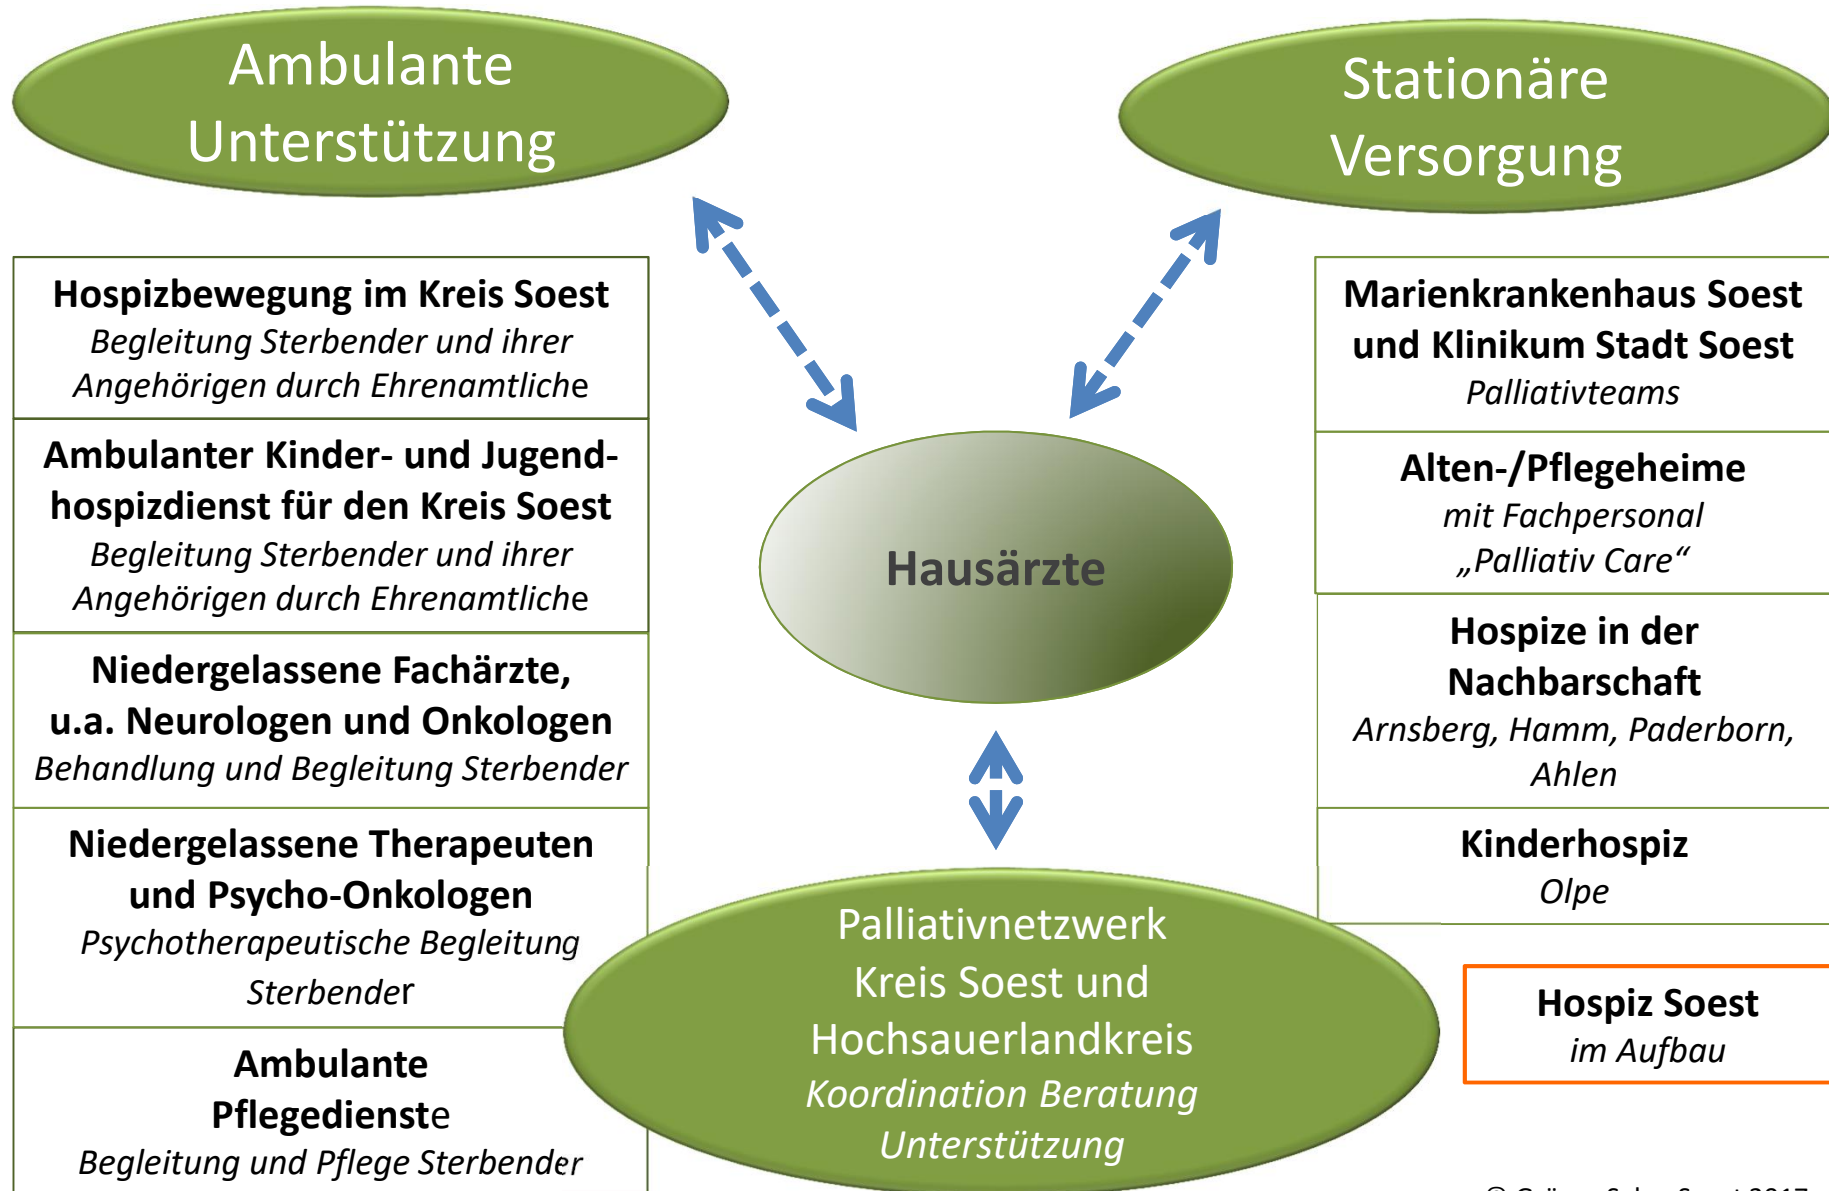 Ambulante
Unterstützung
Stationäre
Versorgung
Hospizbewegung im Kreis Soest
Begleitung Sterbender und ihrer
Angehörigen durch Ehrenamtliche
Ambulanter Kinder- und Jugend-
hospizdienst für den Kreis Soest
Begleitung Sterbender und ihrer
Angehörigen durch Ehrenamtliche
Niedergelassene Fachärzte,
u.a. Neurologen und Onkologen
Behandlung und Begleitung Sterbender
Niedergelassene Therapeuten
und Psycho-Onkologen
Psychotherapeutische Begleitung
Sterbender
Ambulante
Pflegedienste
Begleitung und Pflege Sterbender
Hausärzte
Palliativnetzwerk
Kreis Soest und
Hochsauerlandkreis
Koordination Beratung
Unterstützung
Marienkrankenhaus Soest
und Klinikum Stadt Soest
Palliativteams
Alten-/Pflegeheime
mit Fachpersonal
„Palliativ Care“
Hospize in der
Nachbarschaft
Arnsberg, Hamm, Paderborn,
Ahlen
Kinderhospiz
Olpe
Hospiz Soest
im Aufbau
Soest 2017